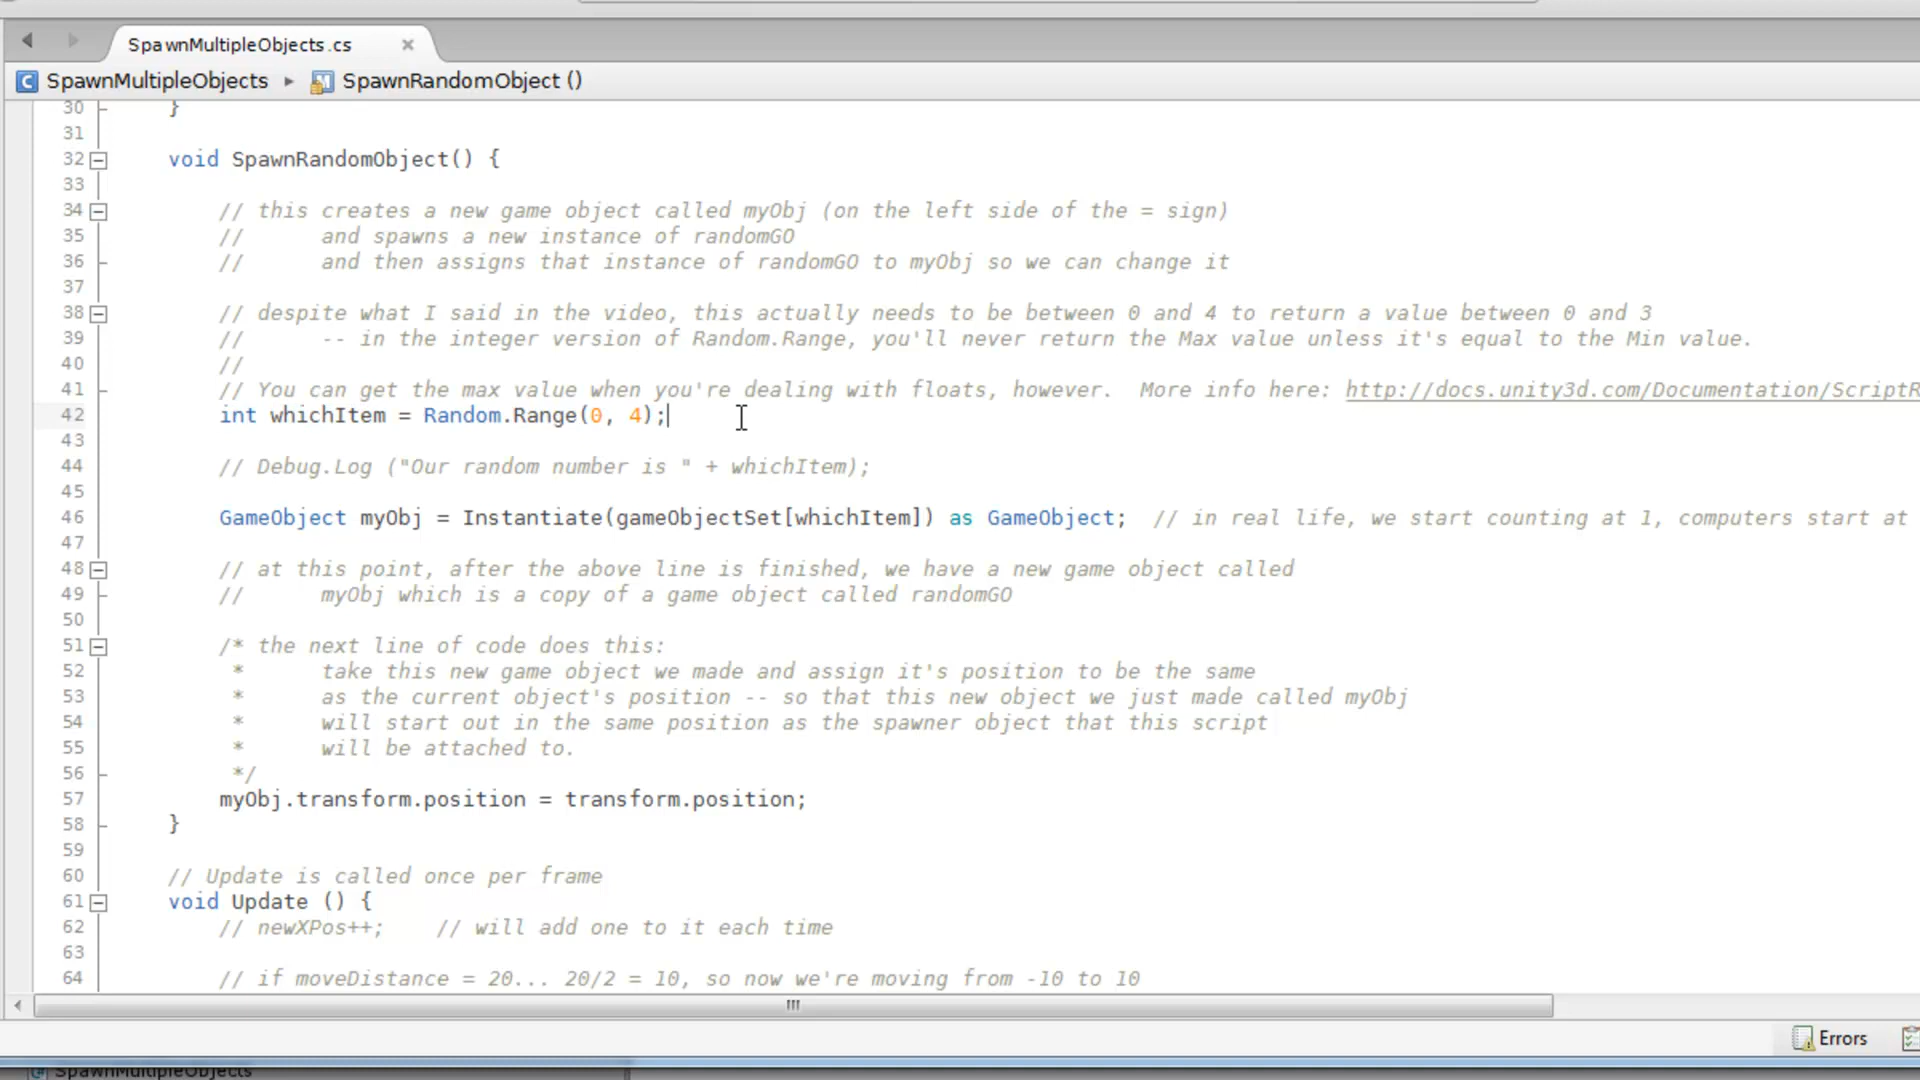 SpawnMultipleObjects.cs ×
SpawnMultipleObjects ▸ SpawnRandomObject ()
30 }
31
32 void SpawnRandomObject() {
33
34 // this creates a new game object called myObj (on the left side of the = sign)
35 // and spawns a new instance of randomGO
36 // and then assigns that instance of randomGO to myObj so we can change it
37
38 // despite what I said in the video, this actually needs to be between 0 and 4 to return a value between 0 and 3
39 // -- in the integer version of Random.Range, you'll never return the Max value unless it's equal to the Min value.
40 //
41 // You can get the max value when you're dealing with floats, however. More info here: http://docs.unity3d.com/Documentation/ScriptR
42 int whichItem = Random.Range(0, 4);
43
44 // Debug.Log ("Our random number is " + whichItem);
45
46 GameObject myObj = Instantiate(gameObjectSet[whichItem]) as GameObject; // in real life, we start counting at 1, computers start at
47
48 // at this point, after the above line is finished, we have a new game object called
49 // myObj which is a copy of a game object called randomGO
50
51 /* the next line of code does this:
52 * take this new game object we made and assign it's position to be the same
53 * as the current object's position -- so that this new object we just made called myObj
54 * will start out in the same position as the spawner object that this script
55 * will be attached to.
56 */
57 myObj.transform.position = transform.position;
58 }
59
60 // Update is called once per frame
61 void Update () {
62 // newXPos++; // will add one to it each time
63
64 // if moveDistance = 20... 20/2 = 10, so now we're moving from -10 to 10
Errors
SpawnMultipleObjects